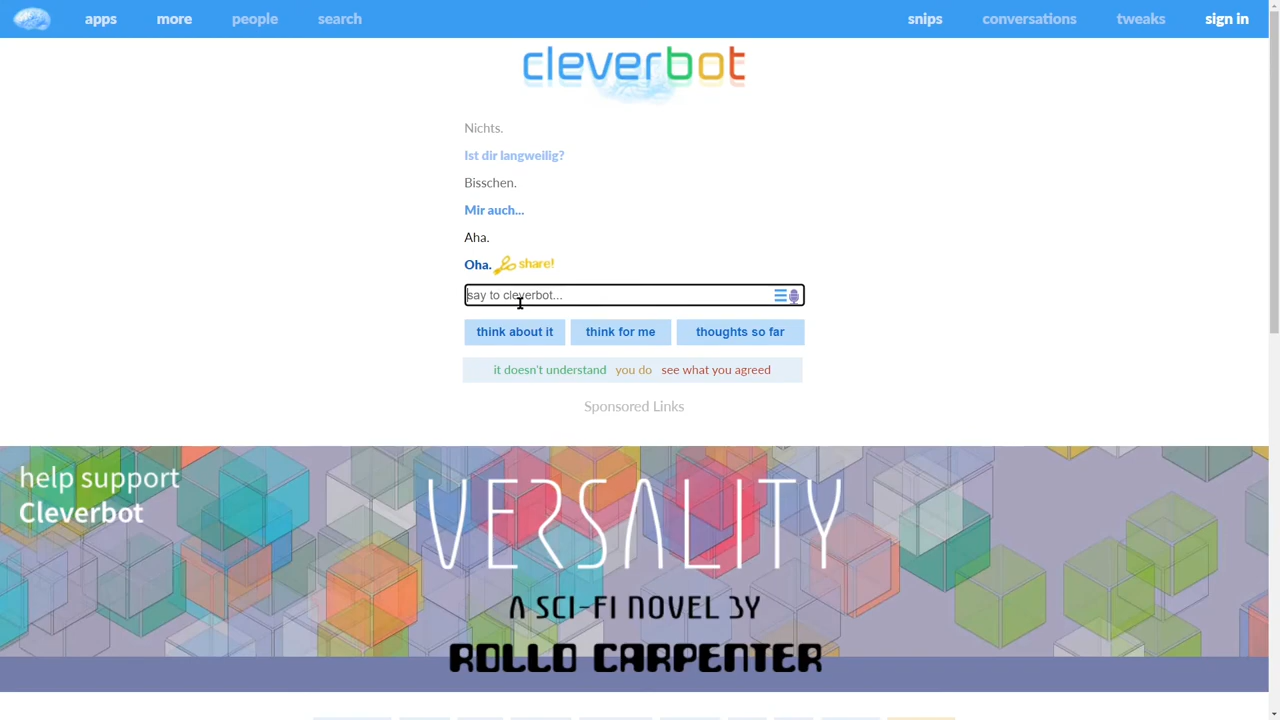 apps more people search snips conversations tweaks sign in
cleverbot
Nichts.
Ist dir langweilig?
Bisschen.
Mir auch...
Aha.
Oha. share!
say to cleverbot...
think about it think for me thoughts so far
it doesn't understand you do see what you agreed
Sponsored Links
help support
Cleverbot
VERSALITY
A SCI-FI NOVEL BY
ROLLO CARPENTER